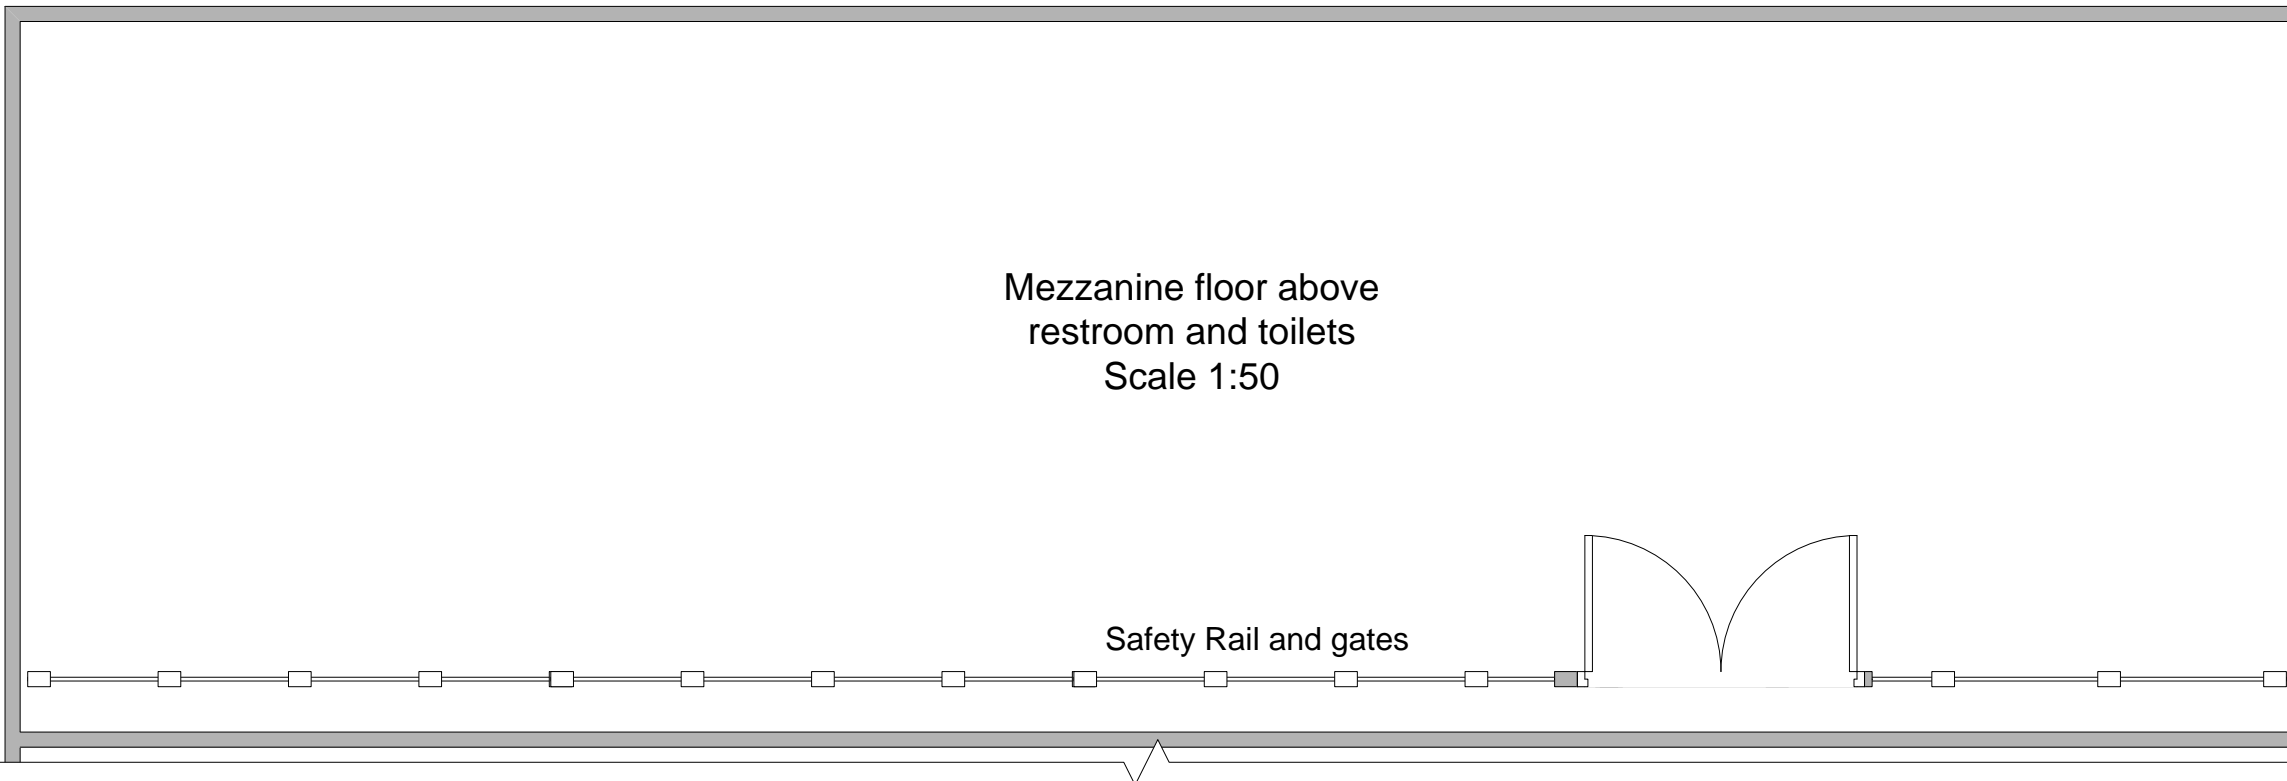 Mezzanine floor above
restroom and toilets
Scale 1:50
Safety Rail and gates